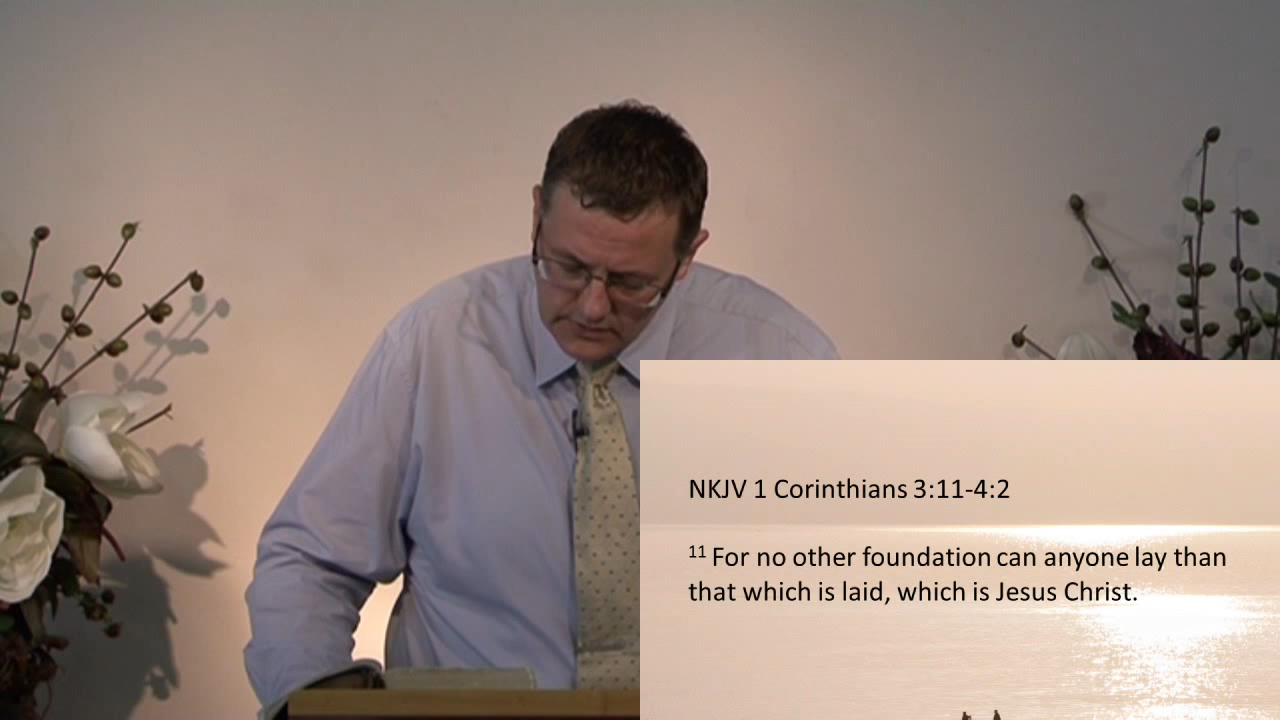 NKJV 1 Corinthians 3:11-4:2
11 For no other foundation can anyone lay than
that which is laid, which is Jesus Christ.